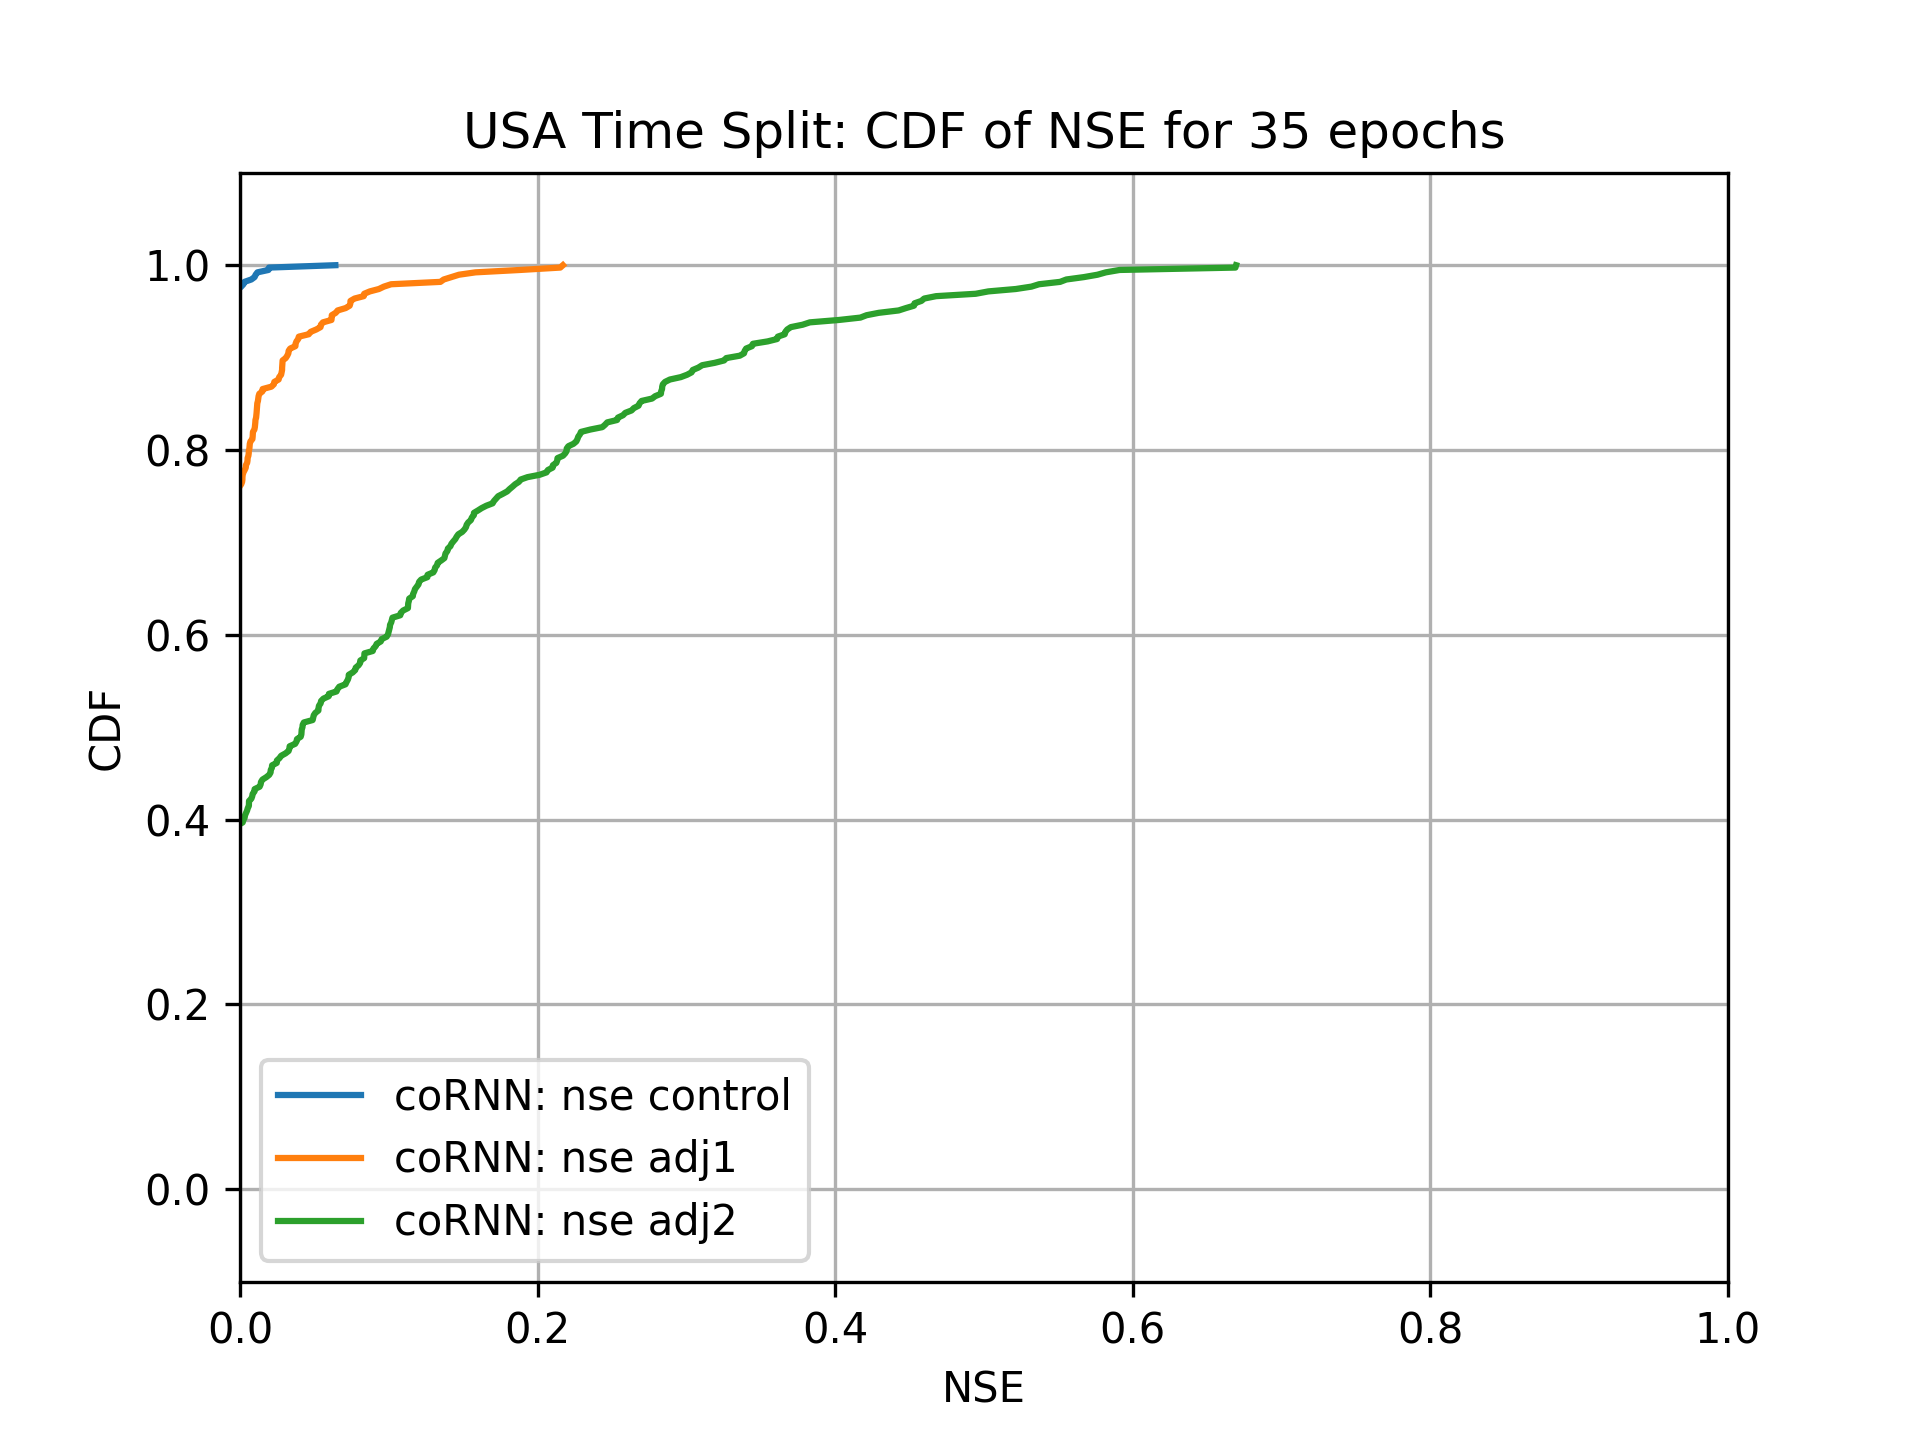 USA Time Split: CDF of NSE for 35 epochs
1.0
0.8
0.6
0.4
0.2
0.0
CDF
coRNN: nse control
coRNN: nse adj1
coRNN: nse adj2
0.0 0.2 0.4 0.6 0.8 1.0
NSE